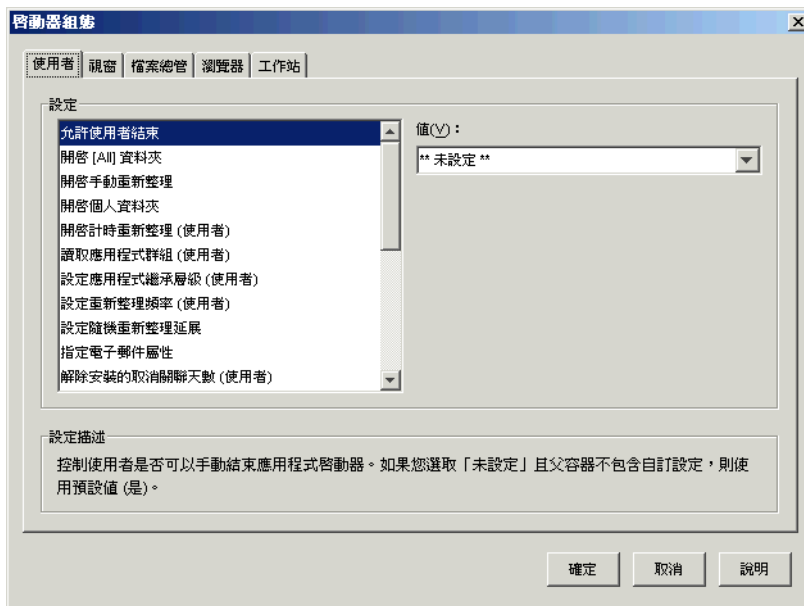 啓動器組態
使用者 視窗 檔案總管 瀏覽器 工作站
設定
允許使用者結束
開啓 [All] 資料夾
開啓手動重新整理
開啓個人資料夾
開啓計時重新整理 (使用者)
讀取應用程式群組 (使用者)
設定應用程式繼承層級 (使用者)
設定重新整理頻率 (使用者)
設定隨機重新整理延展
指定電子郵件屬性
解除安裝的取消關聯天數 (使用者)
值(V)：
** 未設定 **
設定描述
控制使用者是否可以手動結束應用程式啓動器。如果您選取「未設定」且父容器不包含自訂設定，則使
用預設值 (是)。
確定 取消 說明